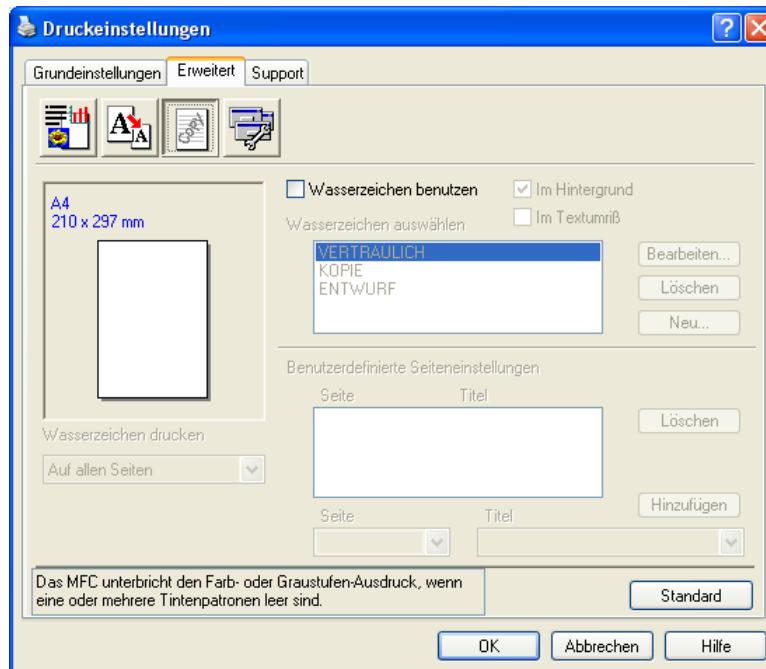 Druckeinstellungen
Grundeinstellungen Erweitert Support
A4
210 x 297 mm
Wasserzeichen drucken
Auf allen Seiten
Wasserzeichen benutzen
Im Hintergrund
Im Textumriß
Wasserzeichen auswählen
VERTRAULICH
KOPIE
ENTWURF
Bearbeiten...
Löschen
Neu...
Benutzerdefinierte Seiteneinstellungen
Seite Titel
Löschen
Hinzufügen
Seite Titel
Das MFC unterbricht den Farb- oder Graustufen-Ausdruck, wenn
eine oder mehrere Tintenpatronen leer sind.
Standard
OK Abbrechen Hilfe